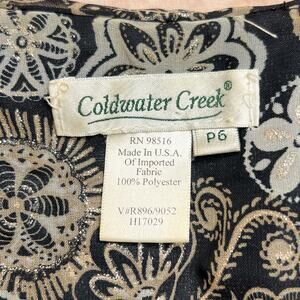 Coldwater Creek®
P6
RN 98516
Made In U.S.A.
Of Imported
Fabric
100% Polyester
V#R896/9052
H17029